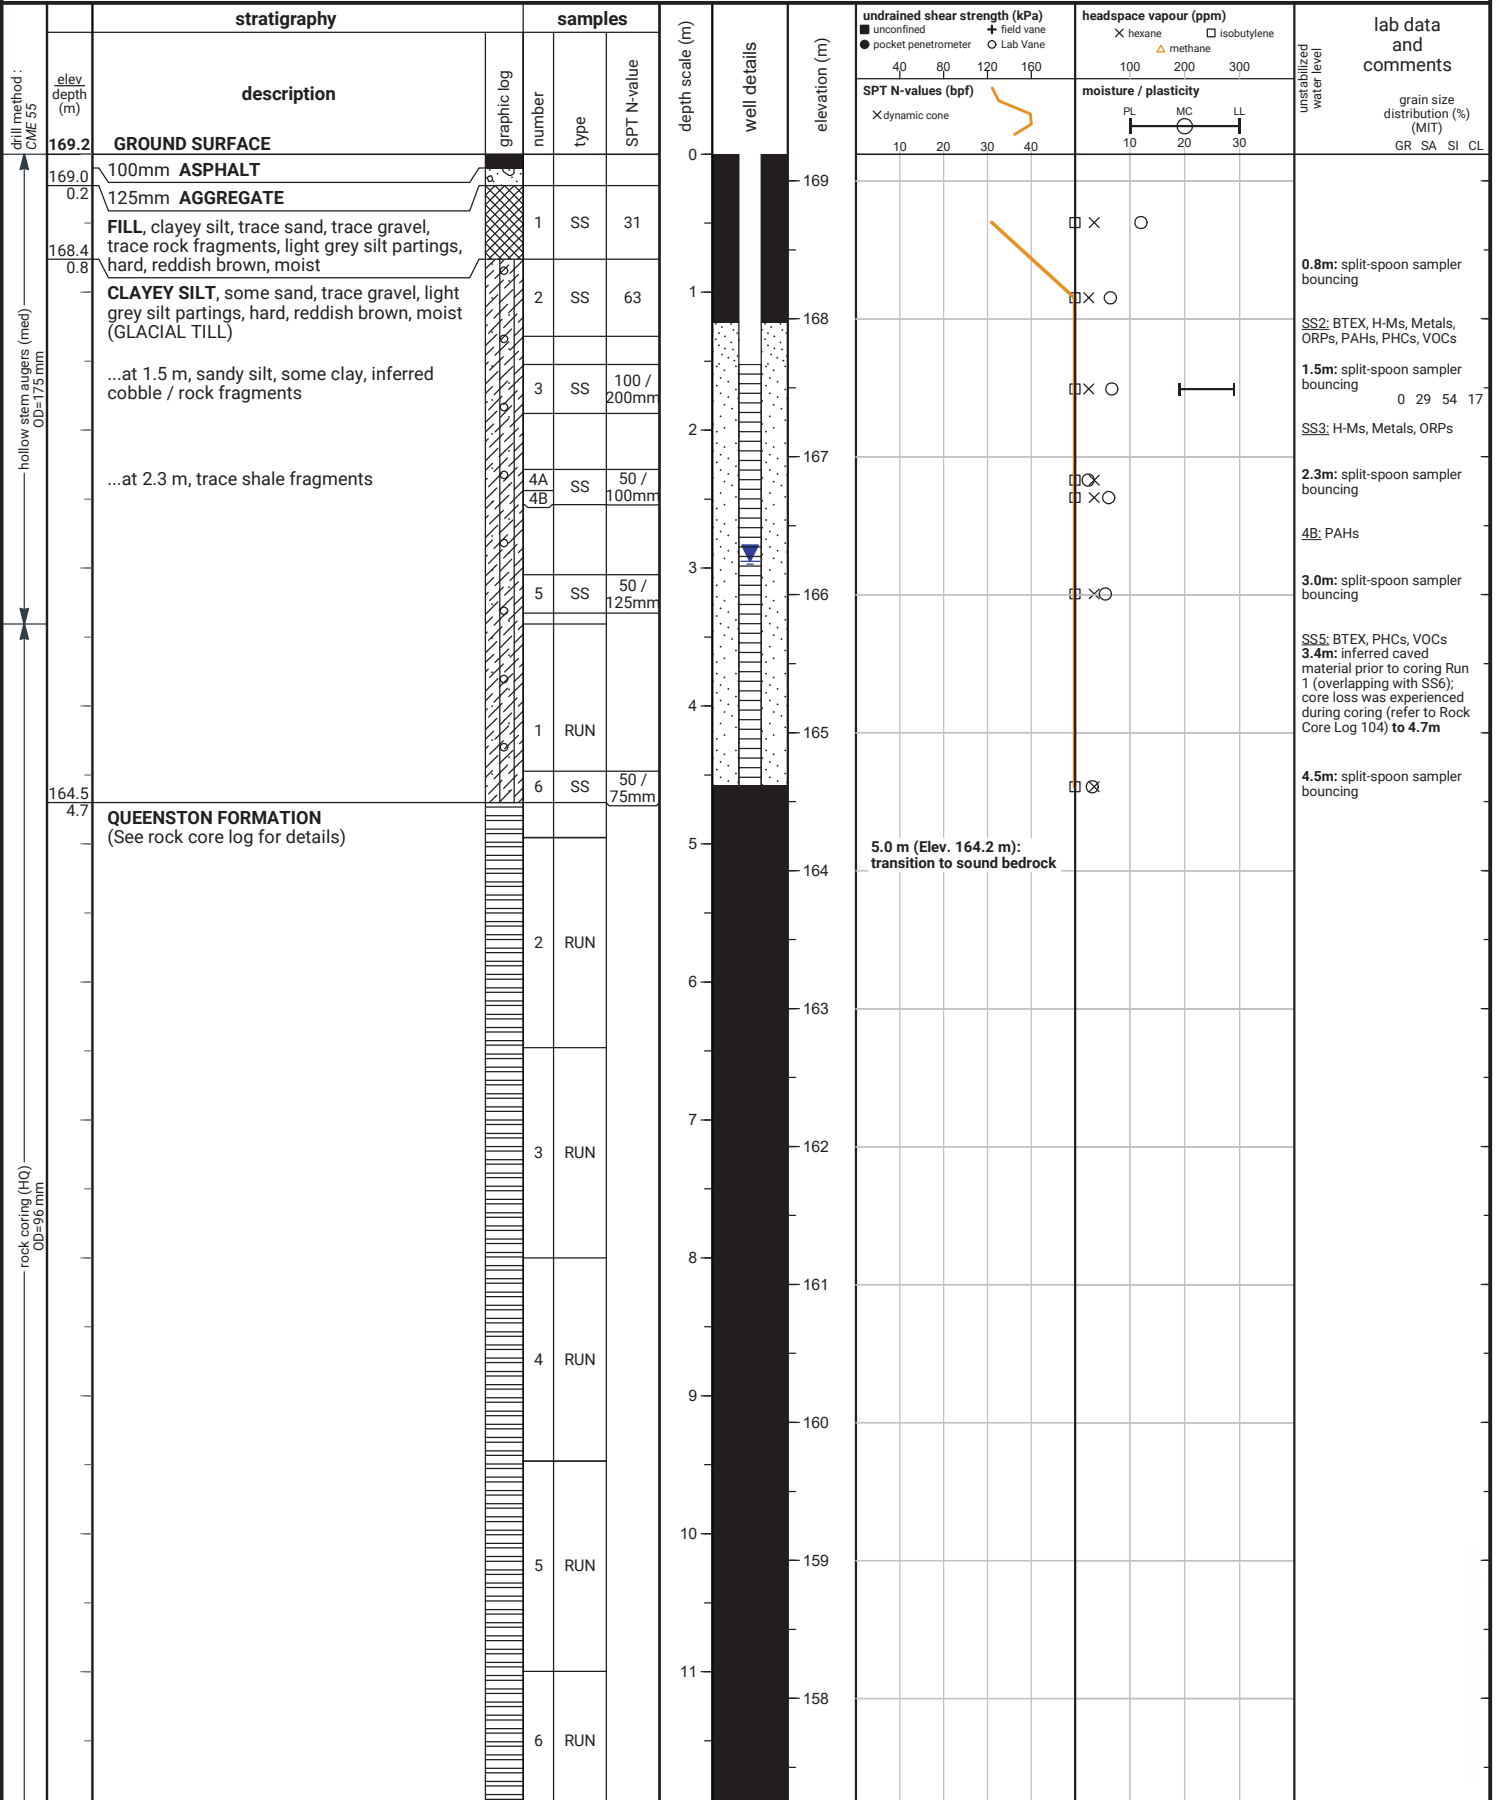 stratigraphy
samples
drill method :
CME 55
elev
depth
(m)
description
graphic log
number
type
SPT N-value
depth scale (m)
well details
elevation (m)
undrained shear strength (kPa)
unconfined
field vane
pocket penetrometer
Lab Vane
40 80 120 160
SPT N-values (bpf)
dynamic cone
10 20 30 40
headspace vapour (ppm)
hexane
isobutylene
methane
100 200 300
moisture / plasticity
PL MC LL
10 20 30
unstabilized
water level
lab data
and
comments
grain size
distribution (%)
(MIT)
GR SA SI CL
169.2 GROUND SURFACE
100mm ASPHALT
169.0
0.2
125mm AGGREGATE
FILL, clayey silt, trace sand, trace gravel,
trace rock fragments, light grey silt partings,
hard, reddish brown, moist
168.4
0.8
CLAYEY SILT, some sand, trace gravel, light
grey silt partings, hard, reddish brown, moist
(GLACIAL TILL)
...at 1.5 m, sandy silt, some clay, inferred
cobble / rock fragments
...at 2.3 m, trace shale fragments
164.5
4.7
QUEENSTON FORMATION
(See rock core log for details)
hollow stem augers (med)
OD=175 mm
rock coring (HQ)
OD=96 mm
1 SS 31
2 SS 63
3 SS 100 /
200mm
4A
4B
SS 50 /
100mm
5 SS 50 /
125mm
1 RUN
6 SS 50 /
75mm
2 RUN
3 RUN
4 RUN
5 RUN
6 RUN
0
1
2
3
4
5
6
7
8
9
10
11
169
168
167
166
165
164
163
162
161
160
159
158
5.0 m (Elev. 164.2 m):
transition to sound bedrock
0.8m: split-spoon sampler
bouncing
SS2: BTEX, H-Ms, Metals,
ORPs, PAHs, PHCs, VOCs
1.5m: split-spoon sampler
bouncing
0 29 54 17
SS3: H-Ms, Metals, ORPs
2.3m: split-spoon sampler
bouncing
4B: PAHs
3.0m: split-spoon sampler
bouncing
SS5: BTEX, PHCs, VOCs
3.4m: inferred caved
material prior to coring Run
1 (overlapping with SS6);
core loss was experienced
during coring (refer to Rock
Core Log 104) to 4.7m
4.5m: split-spoon sampler
bouncing